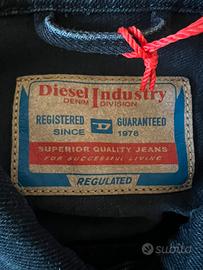 Diesel Industry
DENIM DIVISION
REGISTERED GUARANTEED
SINCE D 1978
SUPERIOR QUALITY JEANS
FOR SUCCESSFUL LIVING
REGULATED
subito